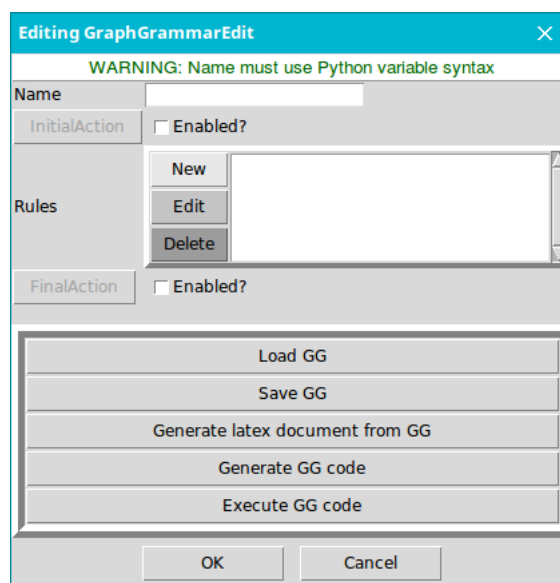 Editing GraphGrammarEdit
WARNING: Name must use Python variable syntax
Name
InitialAction Enabled?
New
Rules Edit
Delete
FinalAction Enabled?
Load GG
Save GG
Generate latex document from GG
Generate GG code
Execute GG code
OK Cancel